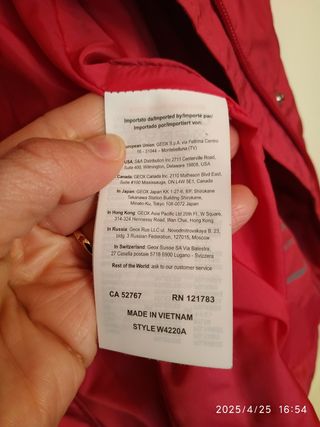 Importato da/Imported by/Importé par/
Importado por/Importiert von:
European Union: GEOX S.p.A. via Feltrina Centro
16 - 31044 - Montebelluna (TV)
USA: S&A Distribution Inc 2711 Centerville Road,
Suite 400, Wilmington, Delaware 19808, USA
Canada: GEOX Canada Inc. 2110 Matheson Blvd East,
Suite #100 Mississauga, ON L4W 5E1, Canada
In Japan: GEOX Japan KK 1-27-6, 6F, Shirokane
Takanawa Station Building Shirokane,
Minato-Ku, Tokyo 108-0072 Japan
In Hong Kong: GEOX Asia Pacific Ltd 20th Fl., W Square,
314-324 Hennessy Road, Wan Chai, Hong Kong
In Russia: Geox Rus LLC ul. Novodmitrovskaya B. 23,
bldg. 3 Russian Federation, 127015, Moscow
In Switzerland: Geox Suisse SA Via Balestra,
27 Casella postale 5718 6900 Lugano - Svizzera
Rest of the World: ask to our customer service
CA 52767 RN 121783
MADE IN VIETNAM
STYLE W4220A
2025/4/25 16:54